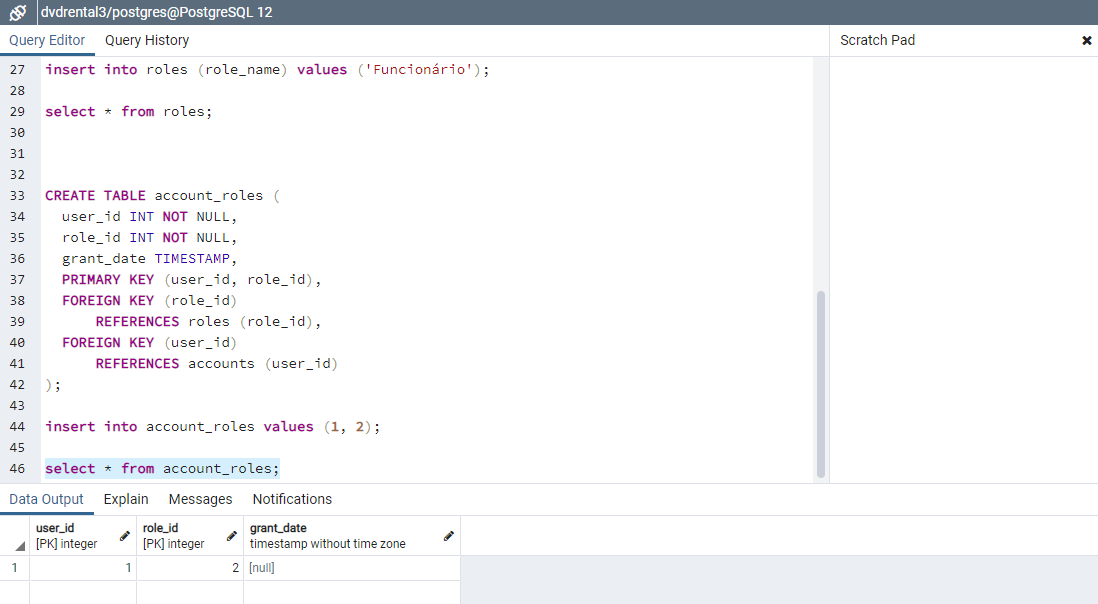 dvdrental3/postgres@PostgreSQL 12
Query Editor Query History
Scratch Pad
27 insert into roles (role_name) values ('Funcionário');
28
29 select * from roles;
30
31
32
33 CREATE TABLE account_roles (
34 user_id INT NOT NULL,
35 role_id INT NOT NULL,
36 grant_date TIMESTAMP,
37 PRIMARY KEY (user_id, role_id),
38 FOREIGN KEY (role_id)
39 REFERENCES roles (role_id),
40 FOREIGN KEY (user_id)
41 REFERENCES accounts (user_id)
42 );
43
44 insert into account_roles values (1, 2);
45
46 select * from account_roles;
Data Output Explain Messages Notifications
user_id role_id grant_date
[PK] integer [PK] integer timestamp without time zone
1 1 2 [null]